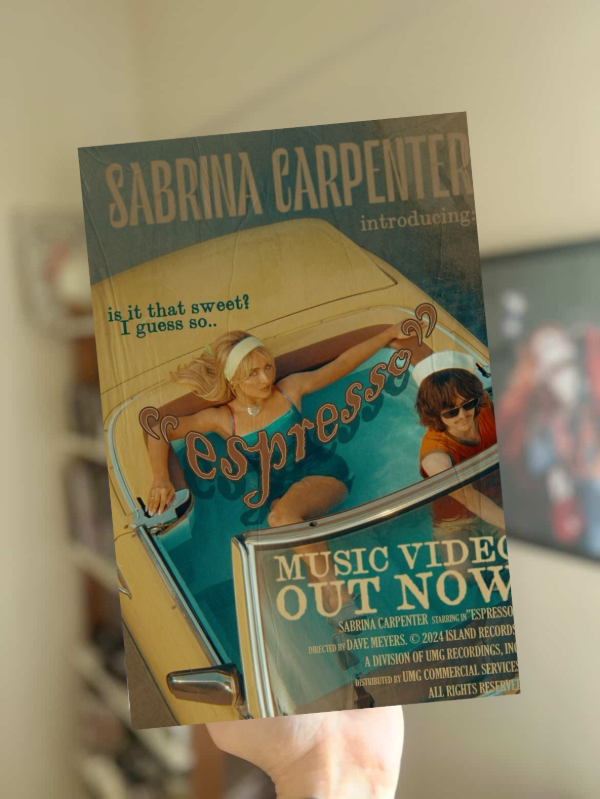 SABRINA CARPENTER
introducing:
is it that sweet?
I guess so..
"espresso"
MUSIC VIDEO
OUT NOW
SABRINA CARPENTER STARRING IN "ESPRESSO
DIRECTED BY DAVE MEYERS. © 2024 ISLAND RECORDS
A DIVISION OF UMG RECORDINGS, INC
DISTRIBUTED BY UMG COMMERCIAL SERVICES
ALL RIGHTS RESERVE